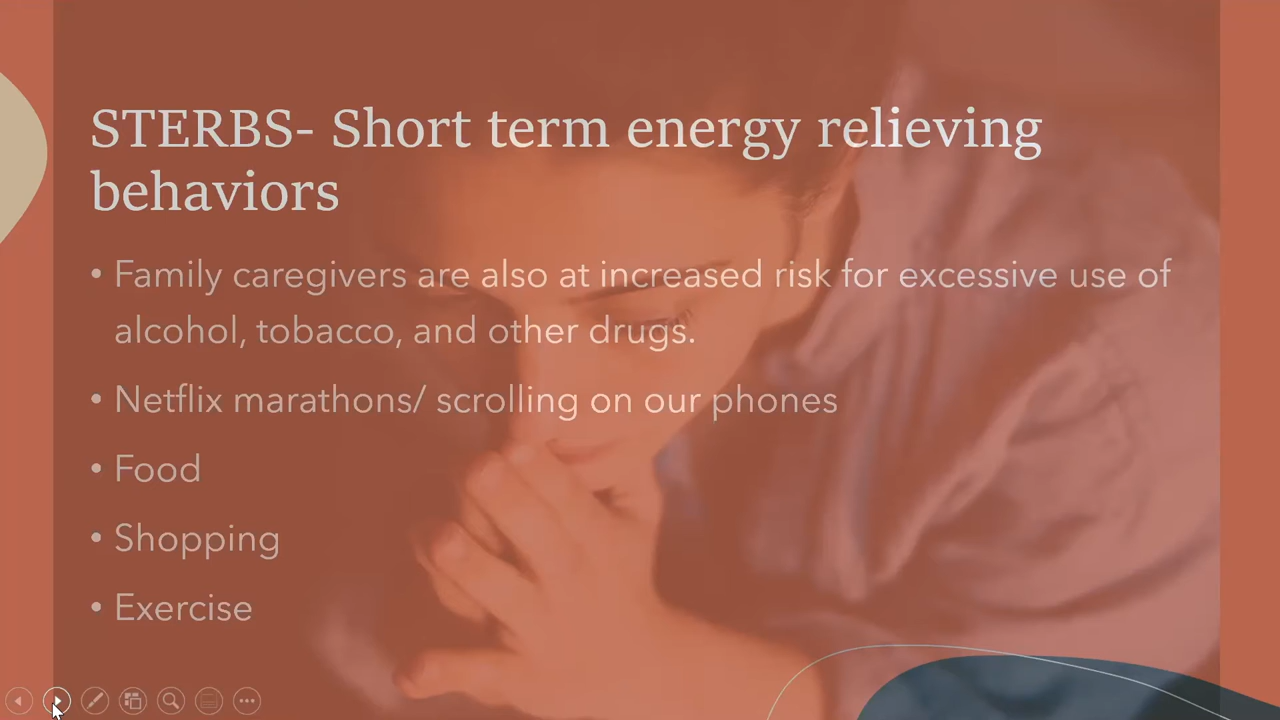 STERBS- Short term energy relieving
behaviors
• Family caregivers are also at increased risk for excessive use of
alcohol, tobacco, and other drugs.
• Netflix marathons/ scrolling on our phones
• Food
• Shopping
• Exercise